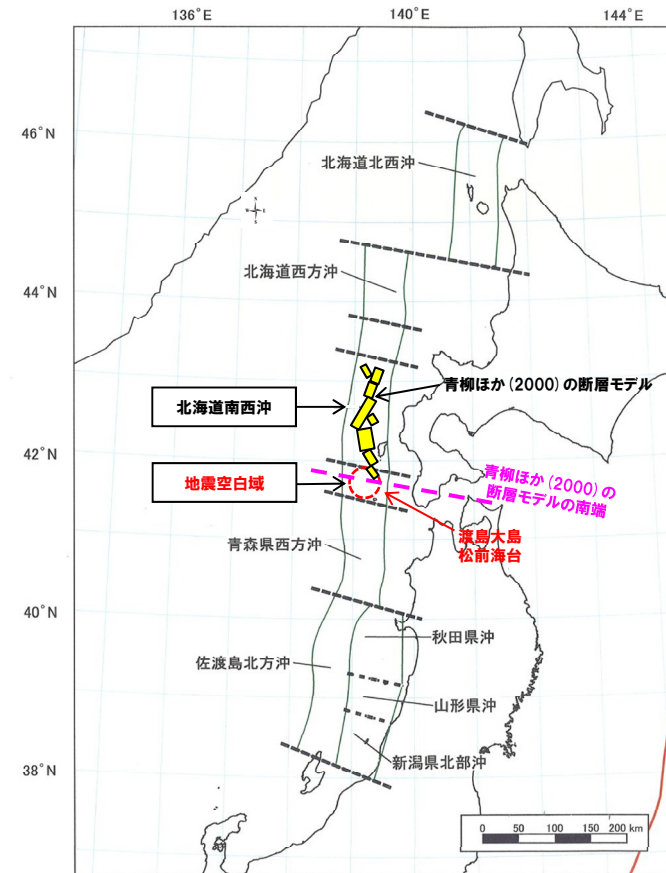 136°E
140°E
144°E
46°N
北海道北西沖
N
W
E
S
北海道西方沖
44°N
青柳ほか(2000)の断層モデル
北海道南西沖
42°N
地震空白域
青柳ほか(2000)の
断層モデルの南端
渡島大島
松前海台
青森県西方沖
40°N
秋田県沖
佐渡島北方沖
山形県沖
新潟県北部沖
38°N
0 50 100 150 200 km